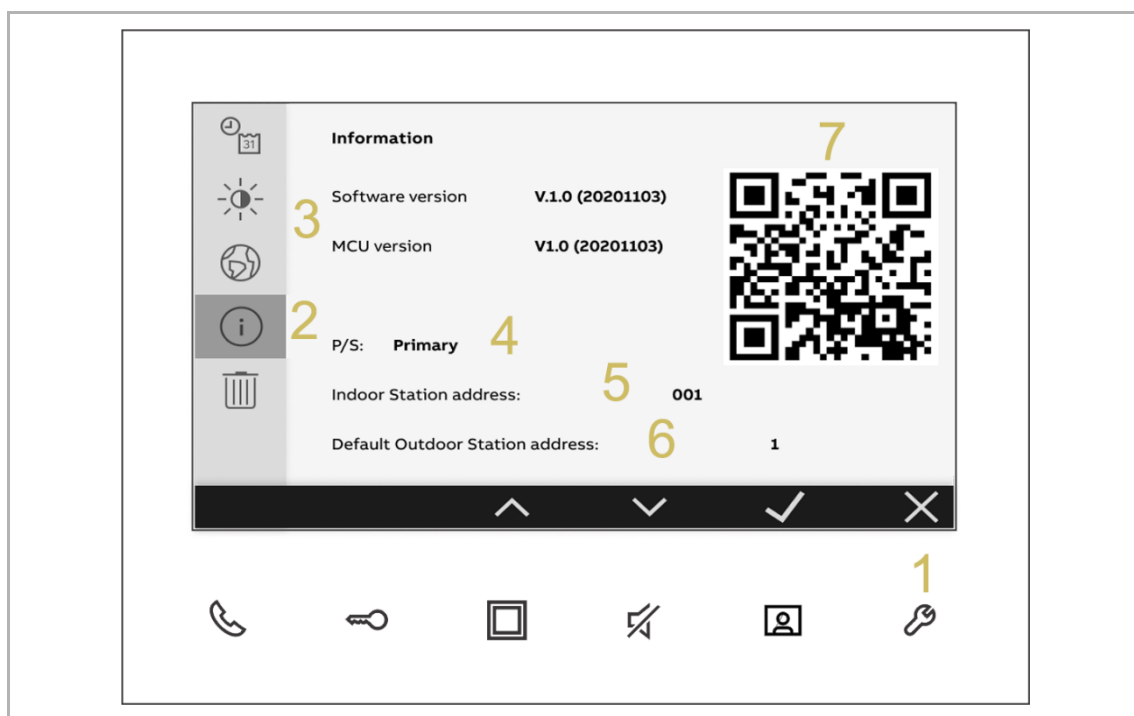 31
Information
7
Software version V.1.0 (20201103)
3
MCU version V1.0 (20201103)
2
P/S: Primary 4
Indoor Station address: 5 001
Default Outdoor Station address: 6 1
1